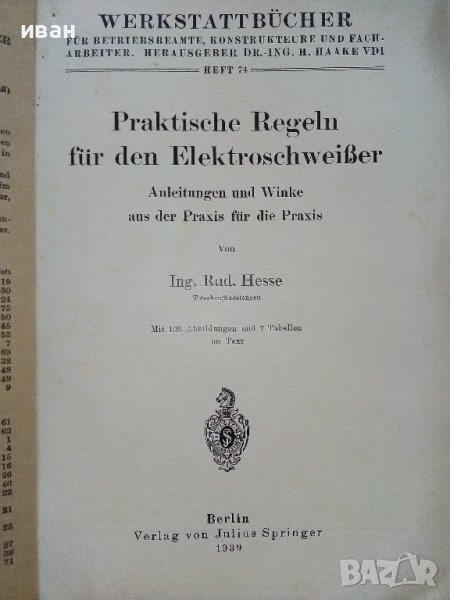 иван
WERKSTATTBÜCHER
FÜR BETRIEBSBEAMTE, KONSTRUKTEURE UND FACH-
ARBEITER. HERAUSGEBER DR.-ING. H. HAAKE VDI
HEFT 74
Praktische Regeln
für den Elektroschweißer
Anleitungen und Winke
aus der Praxis für die Praxis
Von
Ing. Rud. Hesse
Mit 105 Abbildungen und 7 Tabellen
im Text
Berlin
Verlag von Julius Springer
1939
BAZAR